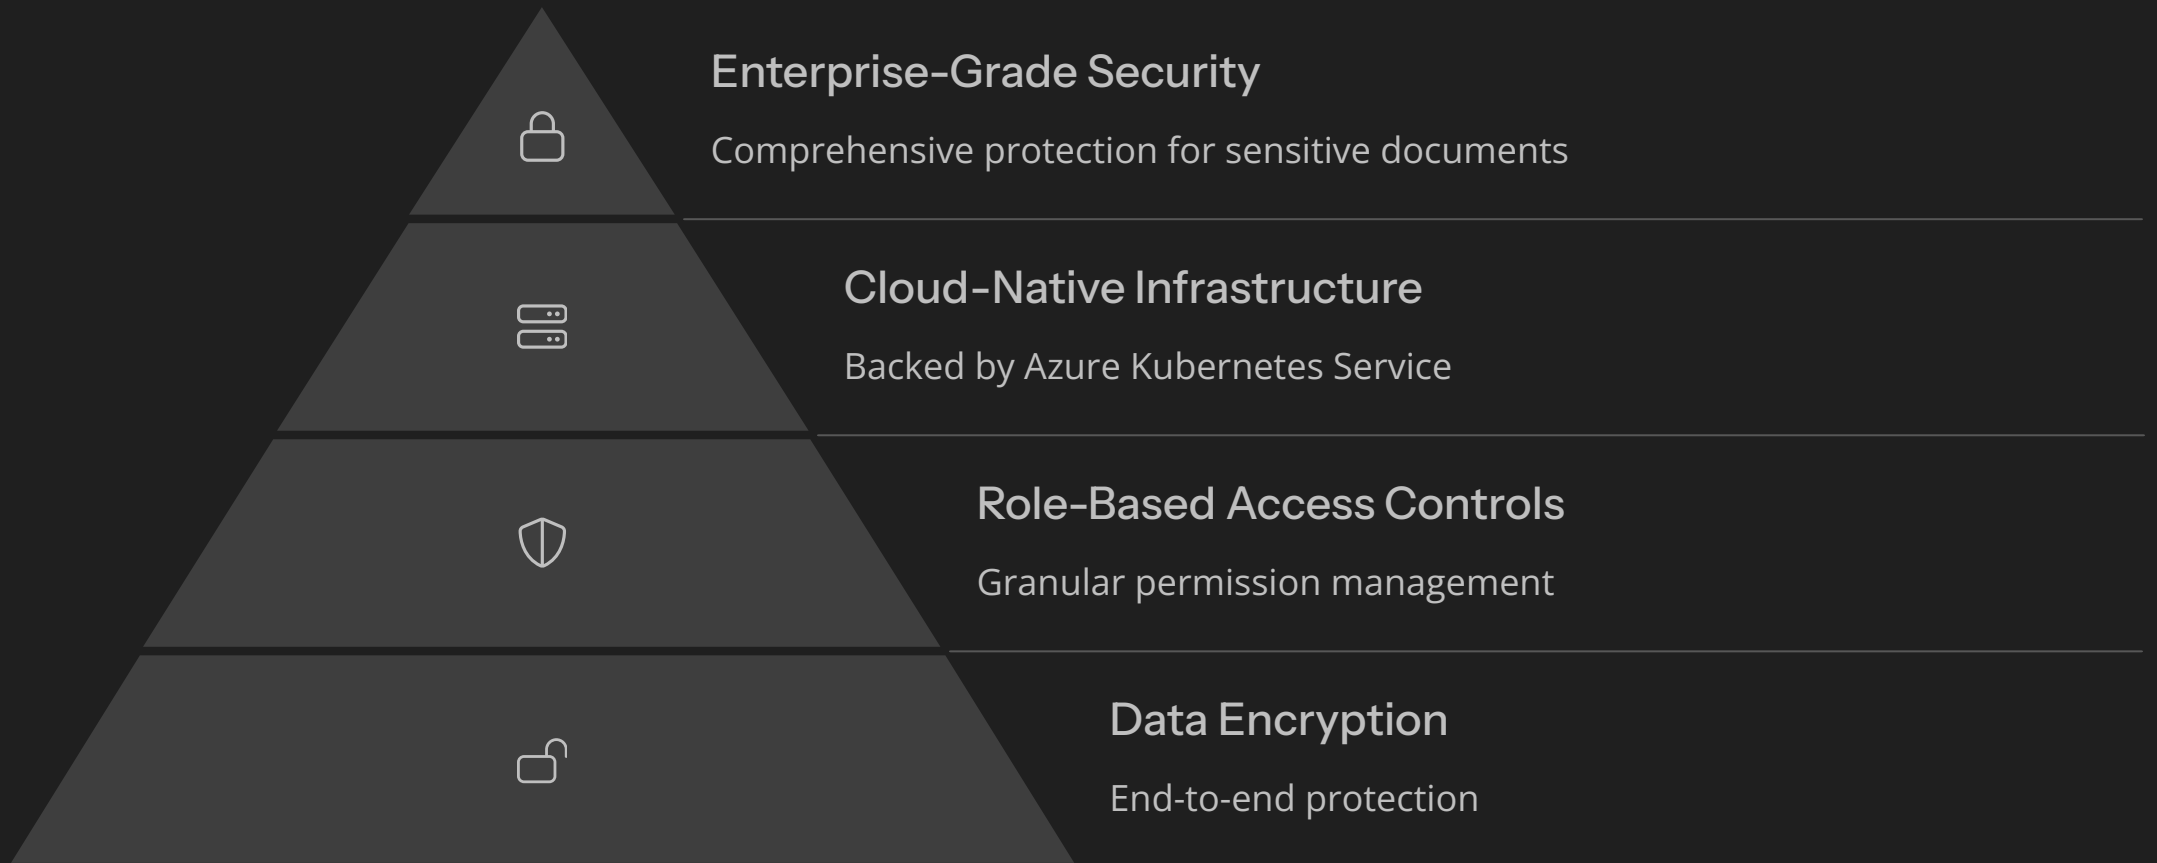 Enterprise-Grade Security
Comprehensive protection for sensitive documents
Cloud-Native Infrastructure
Backed by Azure Kubernetes Service
Role-Based Access Controls
Granular permission management
Data Encryption
End-to-end protection